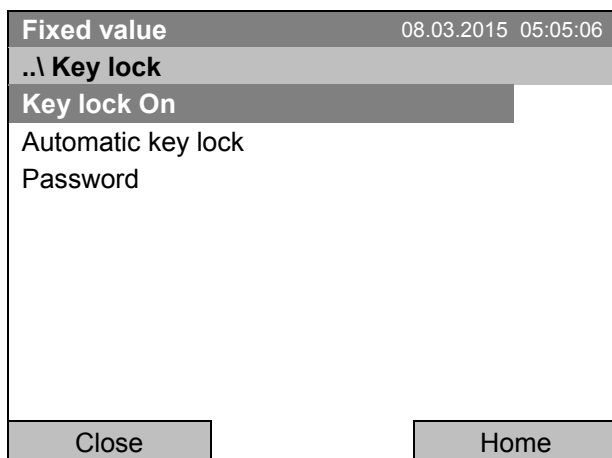 Fixed value 08.03.2015 05:05:06
..\ Key lock
Key lock On
Automatic key lock
Password
Close Home